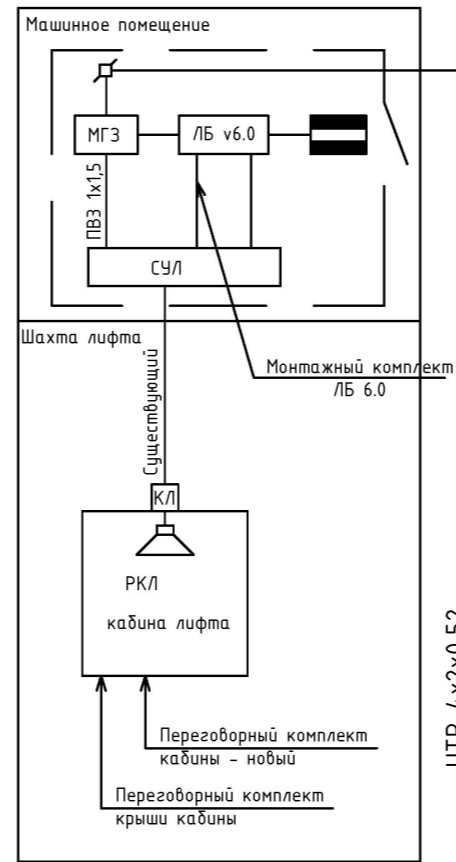 Машинное помещение
МГЗ
ЛБ v6.0
ПВ3 1х1,5
СУЛ
Шахта лифта
Монтажный комплект
ЛБ 6.0
Существующий
КЛ
РКЛ
кабина лифта
Переговорный комплект
кабины - новый
Переговорный комплект
крыши кабины